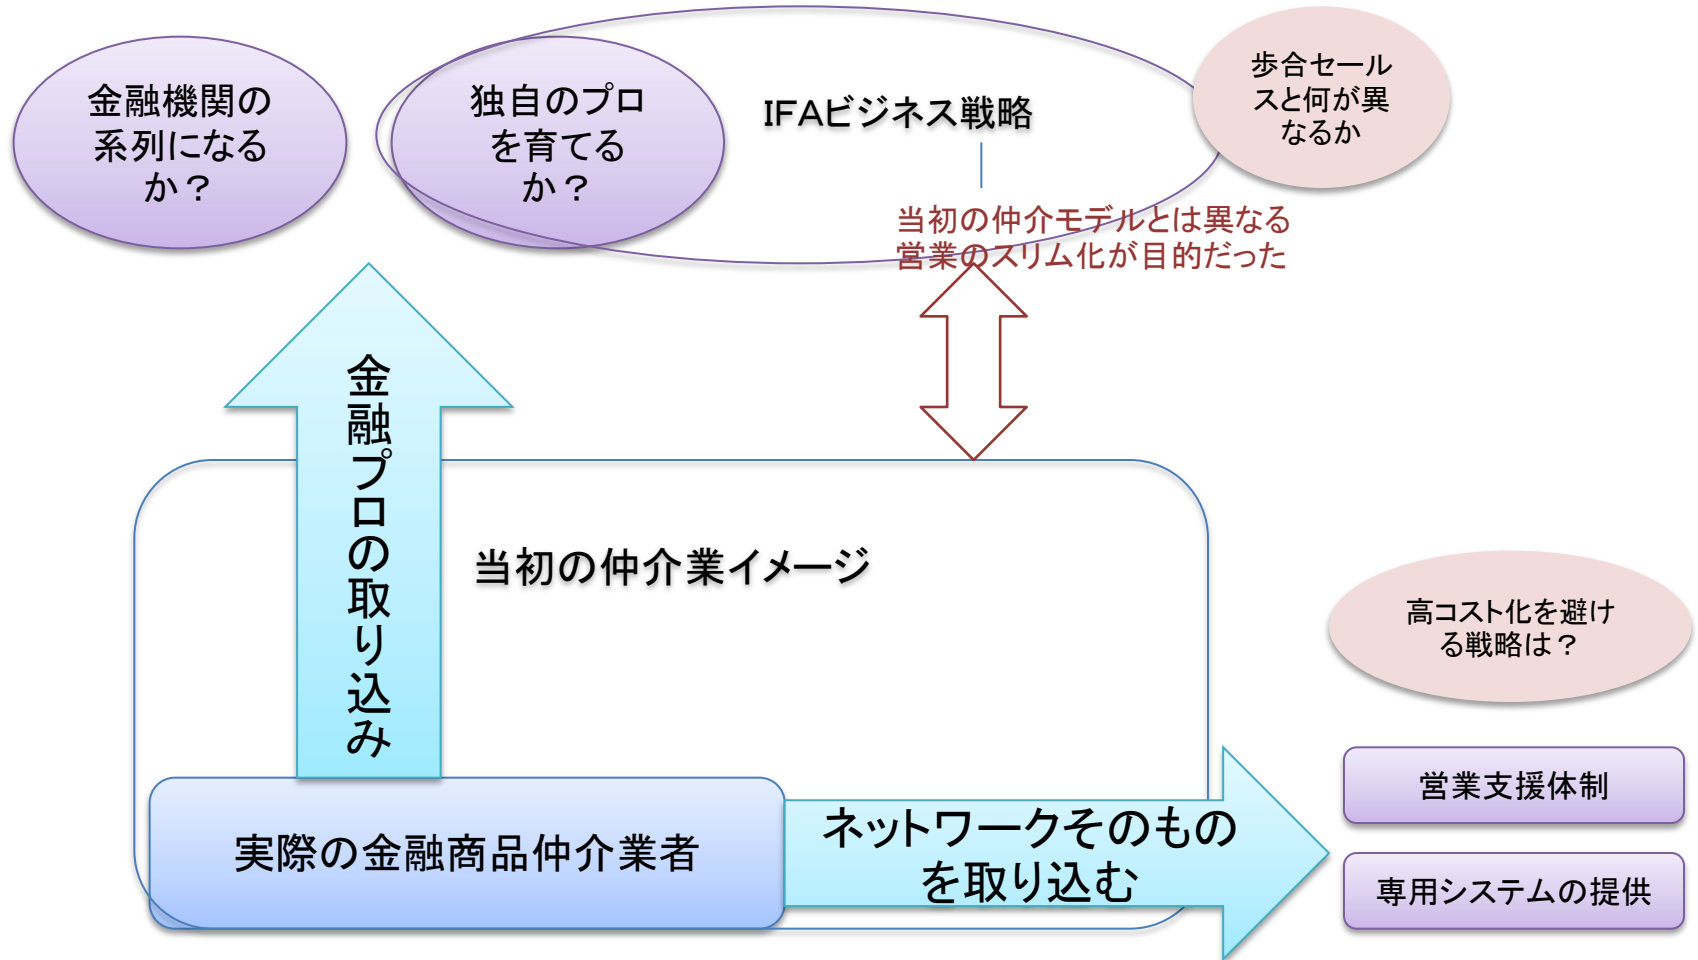 金融機関の
系列になる
か？
独自のプロ
を育てる
か？
IFAビジネス戦略
歩合セール
スと何が異
なるか
当初の仲介モデルとは異なる
営業のスリム化が目的だった
金融プロの取り込み
当初の仲介業イメージ
高コスト化を避け
る戦略は？
実際の金融商品仲介業者
ネットワークそのもの
を取り込む
営業支援体制
専用システムの提供